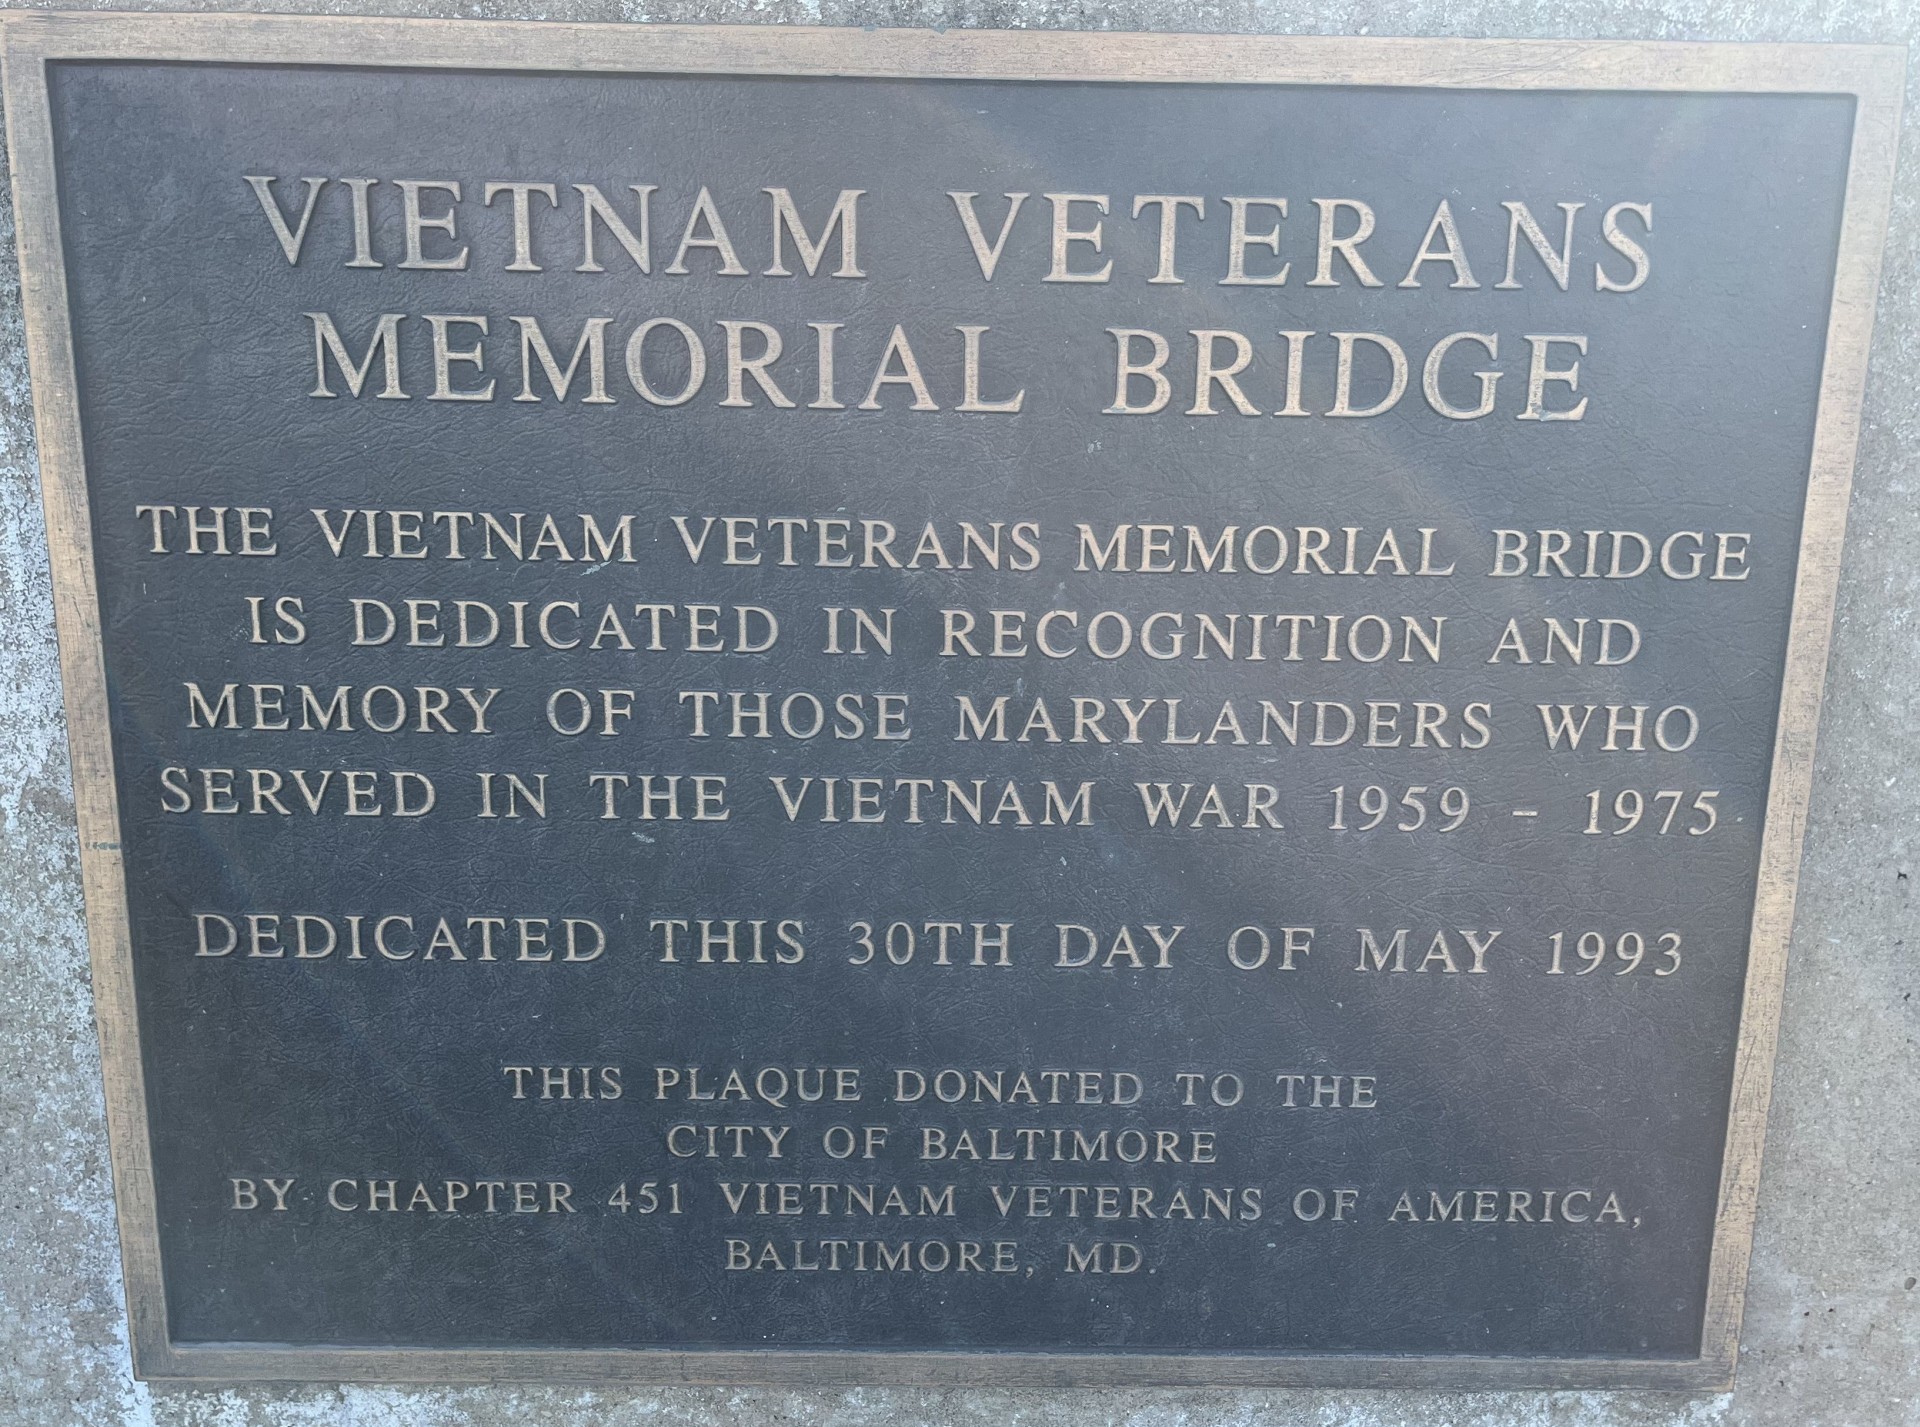 VIETNAM VETERANS
MEMORIAL BRIDGE
THE VIETNAM VETERANS MEMORIAL BRIDGE
IS DEDICATED IN RECOGNITION AND
MEMORY OF THOSE MARYLANDERS WHO
SERVED IN THE VIETNAM WAR 1959 - 1975
DEDICATED THIS 30TH DAY OF MAY 1993
THIS PLAQUE DONATED TO THE
CITY OF BALTIMORE
BY CHAPTER 451 VIETNAM VETERANS OF AMERICA,
BALTIMORE, MD.